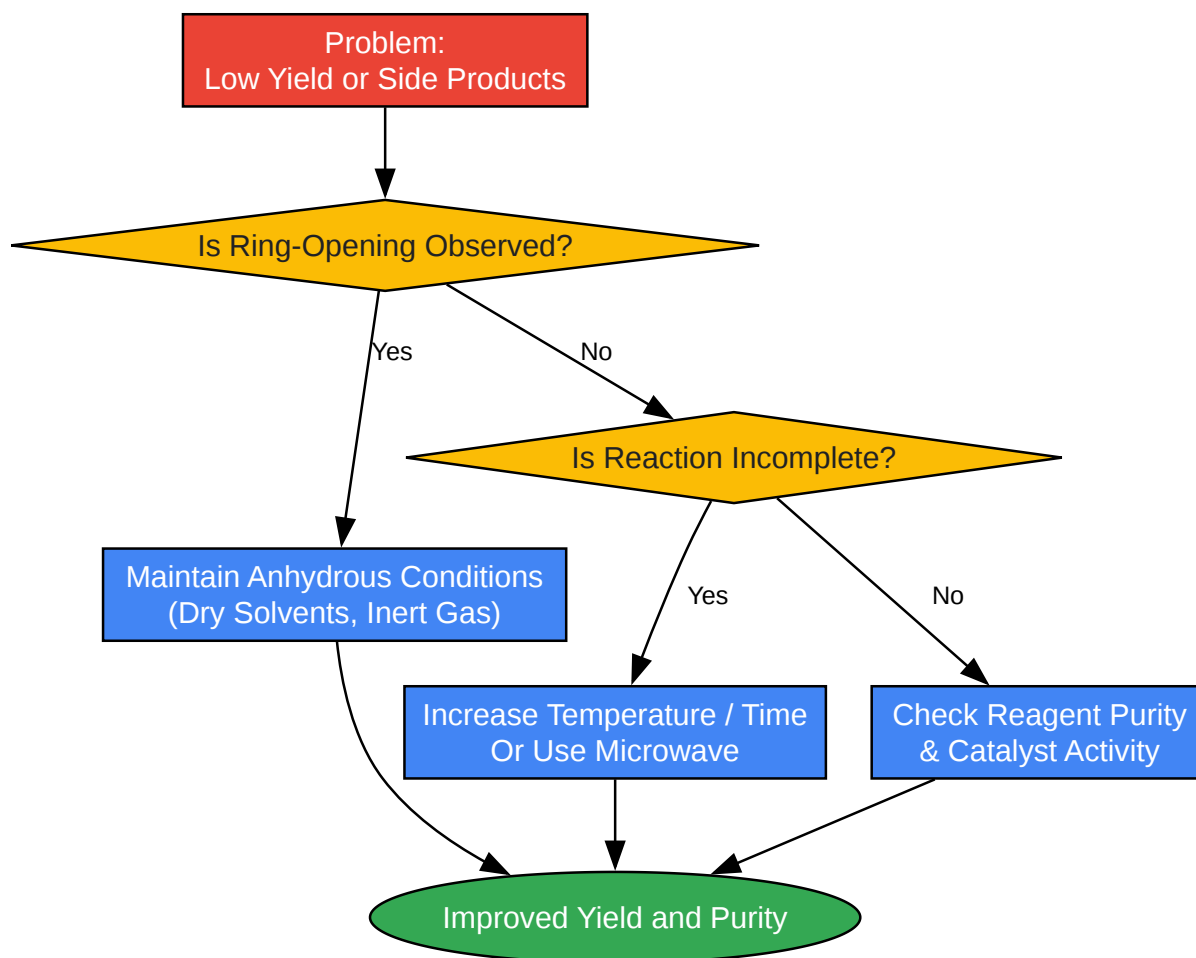 Problem:
Low Yield or Side Products
Is Ring-Opening Observed?
Yes
No
Is Reaction Incomplete?
Maintain Anhydrous Conditions
(Dry Solvents, Inert Gas)
Yes
No
Increase Temperature / Time
Or Use Microwave
Check Reagent Purity
& Catalyst Activity
Improved Yield and Purity